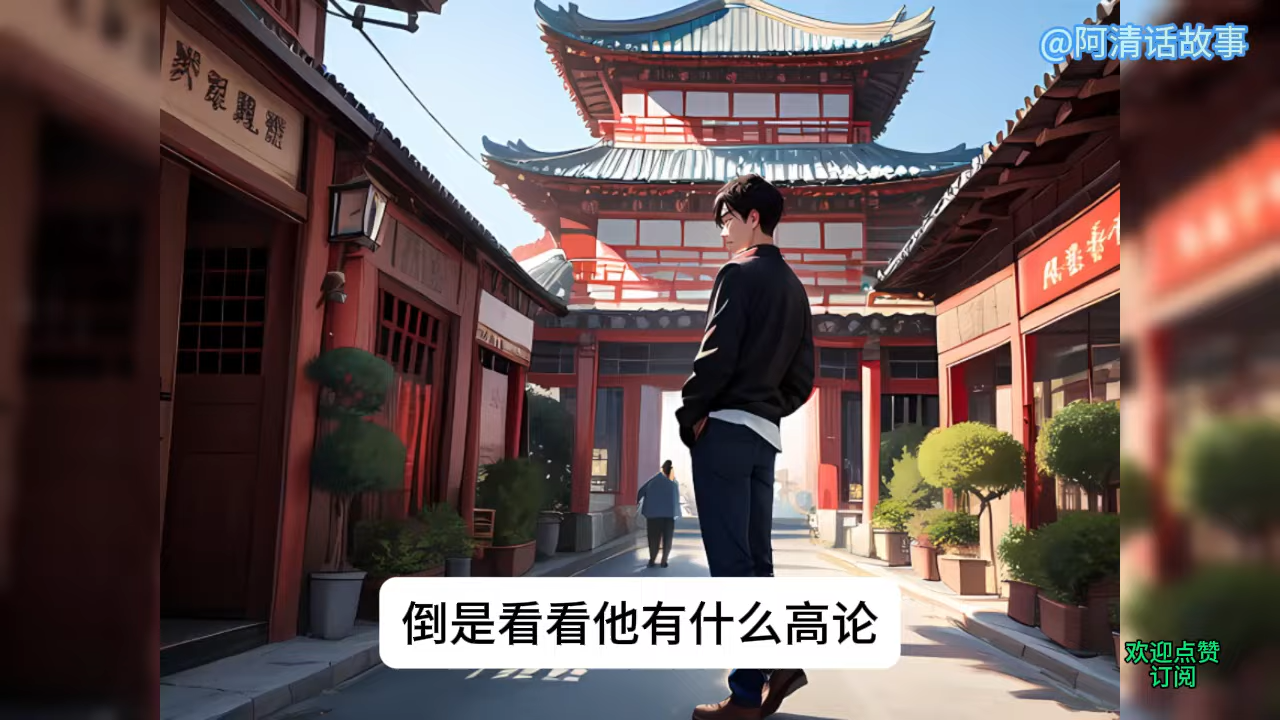 @阿清话故事
倒是看看他有什么高论
欢迎点赞
订阅